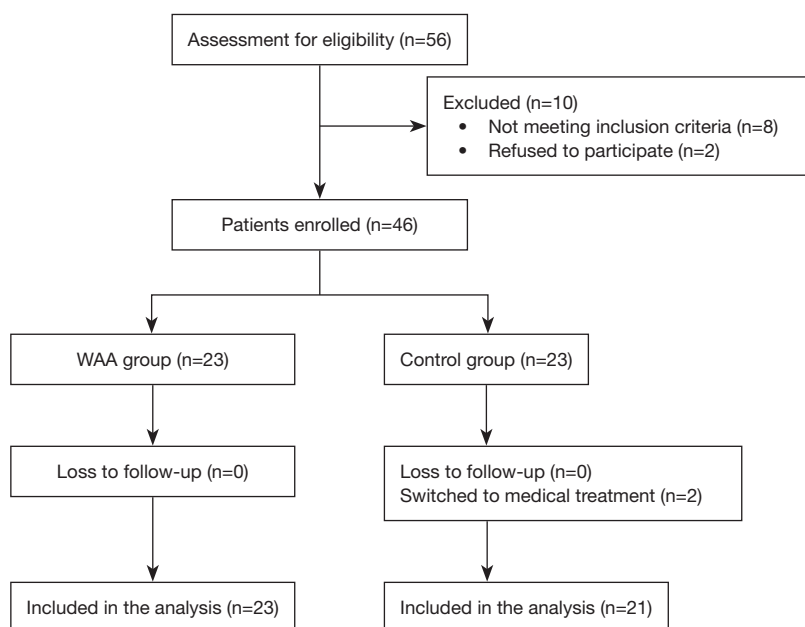 Assessment for eligibility (n=56)
Excluded (n=10)
• Not meeting inclusion criteria (n=8)
• Refused to participate (n=2)
Patients enrolled (n=46)
WAA group (n=23)
Control group (n=23)
Loss to follow-up (n=0)
Loss to follow-up (n=0)
Switched to medical treatment (n=2)
Included in the analysis (n=23)
Included in the analysis (n=21)